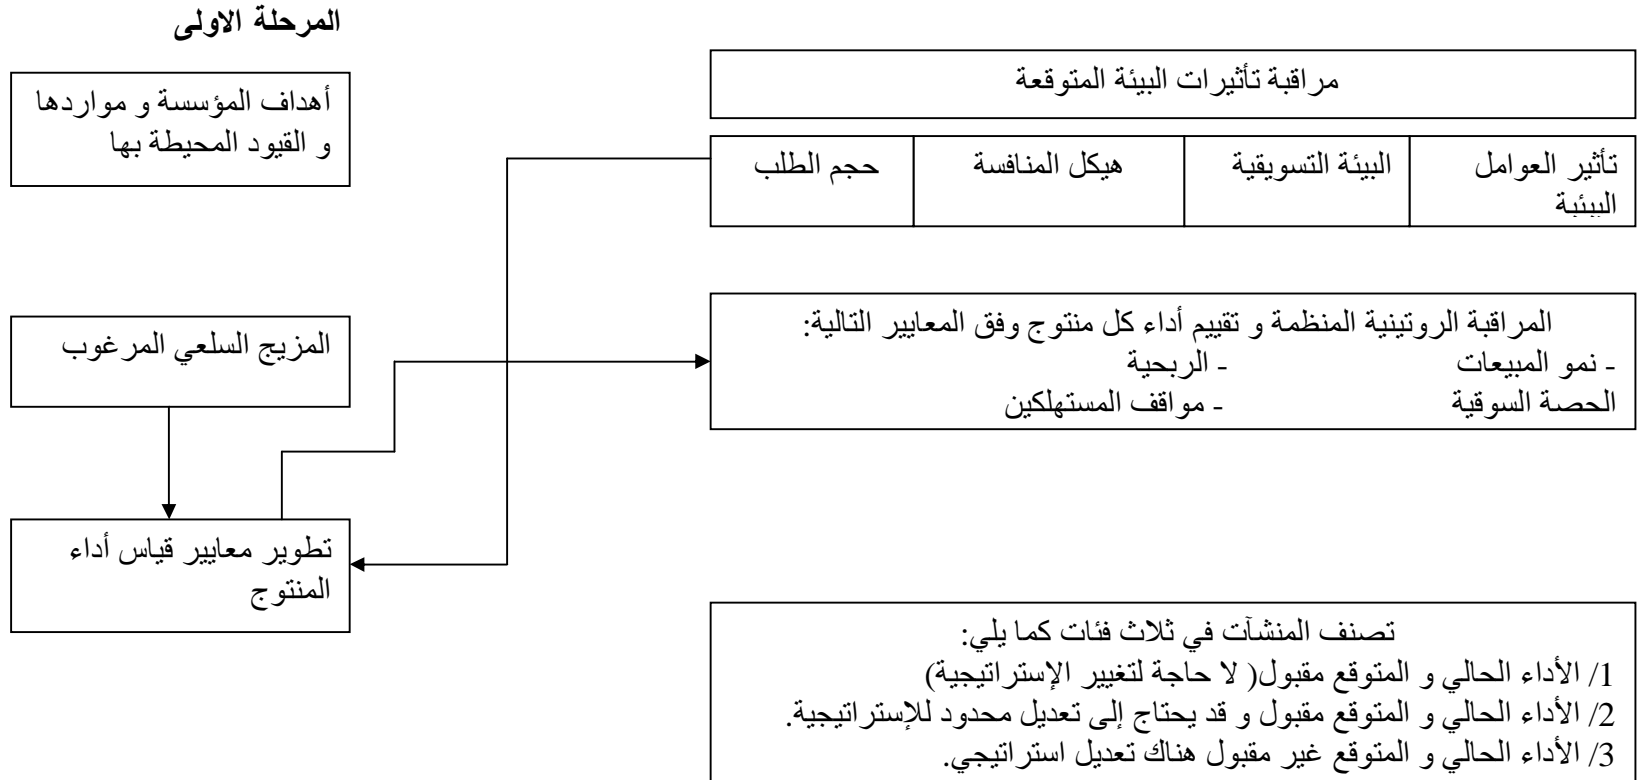 المرحلة الاولى
مراقبة تأثيرات البيئة المتوقعة
أهداف المؤسسة و مواردها
و القيود المحيطة بها
تأثير العوامل
البيئية
البيئة التسويقية
هيكل المنافسة
حجم الطلب
المزيج السلعي المرغوب
المراقبة الروتينية المنظمة و تقييم أداء كل منتوج وفق المعايير التالية:
- نمو المبيعات - الربحية
الحصة السوقية - مواقف المستهلكين
تطوير معايير قياس أداء
المنتوج
تصنف المنشآت في ثلاث فئات كما يلي:
1/ الأداء الحالي و المتوقع مقبول( لا حاجة لتغيير الإستراتيجية)
2/ الأداء الحالي و المتوقع مقبول و قد يحتاج إلى تعديل محدود للإستراتيجية.
3/ الأداء الحالي و المتوقع غير مقبول هناك تعديل استراتيجي.